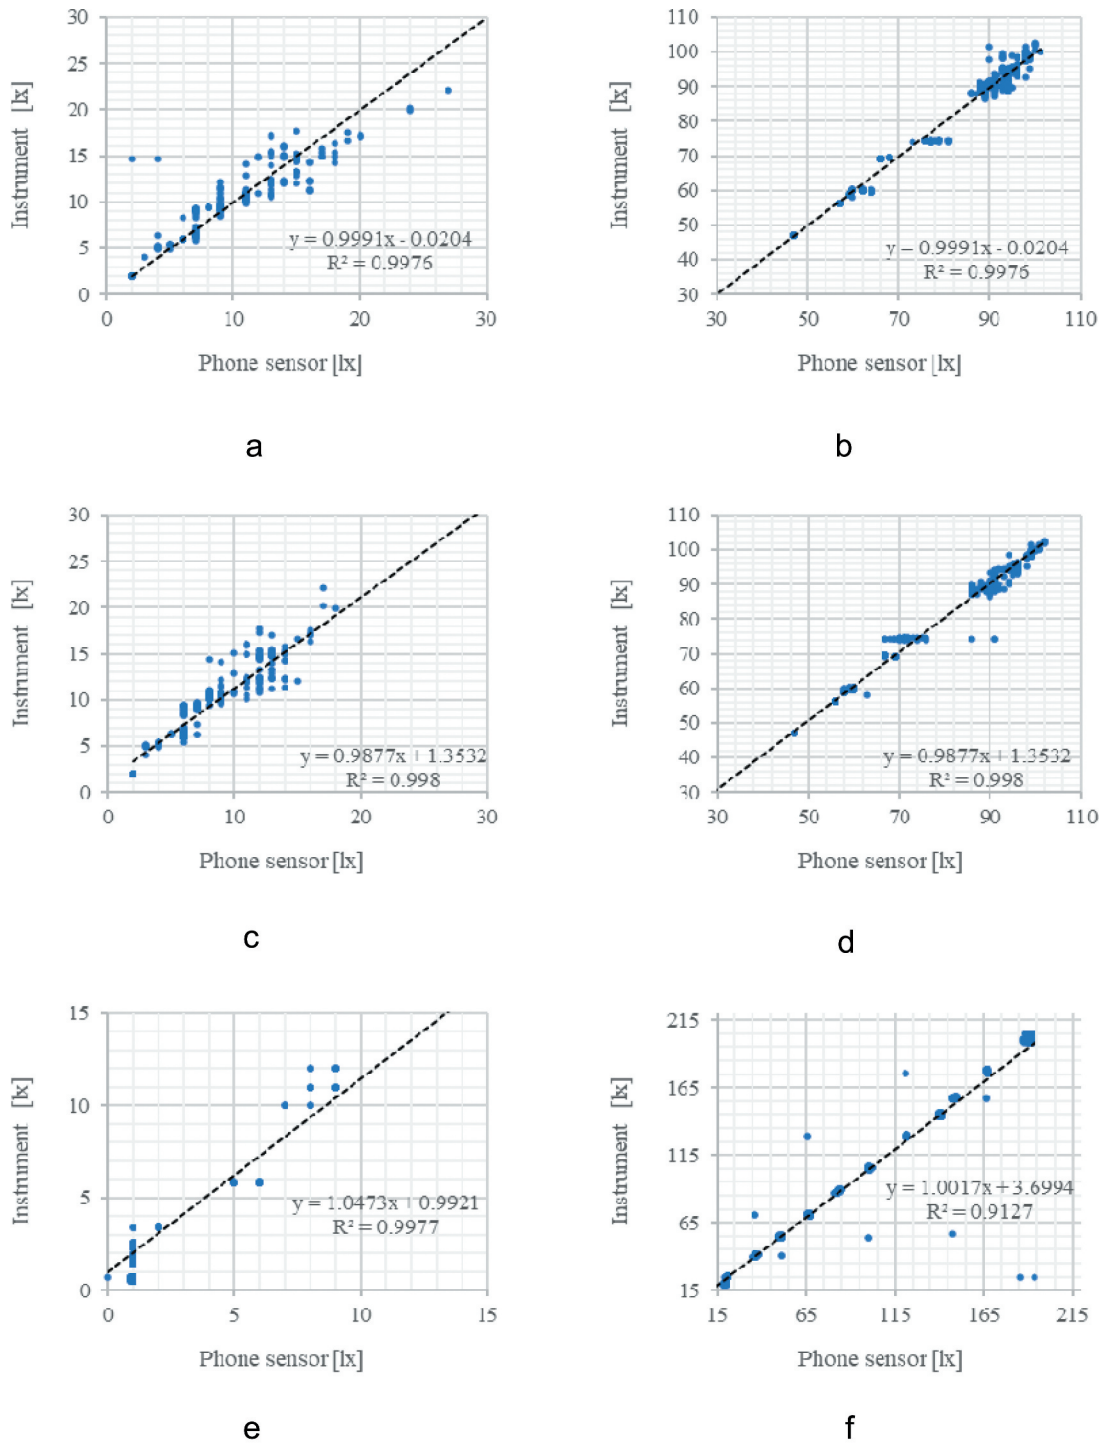 30
25
20
15
10
5
0
0 10 20 30
Instrument [lx]
Phone sensor [lx]
y = 0.9991x - 0.0204
R² = 0.9976
a
110
100
90
80
70
60
50
40
30
30 50 70 90 110
Instrument [lx]
Phone sensor [lx]
y = 0.9991x - 0.0204
R² = 0.9976
b
30
25
20
15
10
5
0
0 10 20 30
Instrument [lx]
Phone sensor [lx]
y = 0.9877x + 1.3532
R² = 0.998
c
110
100
90
80
70
60
50
40
30
30 50 70 90 110
Instrument [lx]
Phone sensor [lx]
y = 0.9877x + 1.3532
R² = 0.998
d
15
10
5
0
0 5 10 15
Instrument [lx]
Phone sensor [lx]
y = 1.0473x + 0.9921
R² = 0.9977
e
215
165
115
65
15
15 65 115 165 215
Instrument [lx]
Phone sensor [lx]
y = 1.0017x + 3.6994
R² = 0.9127
f